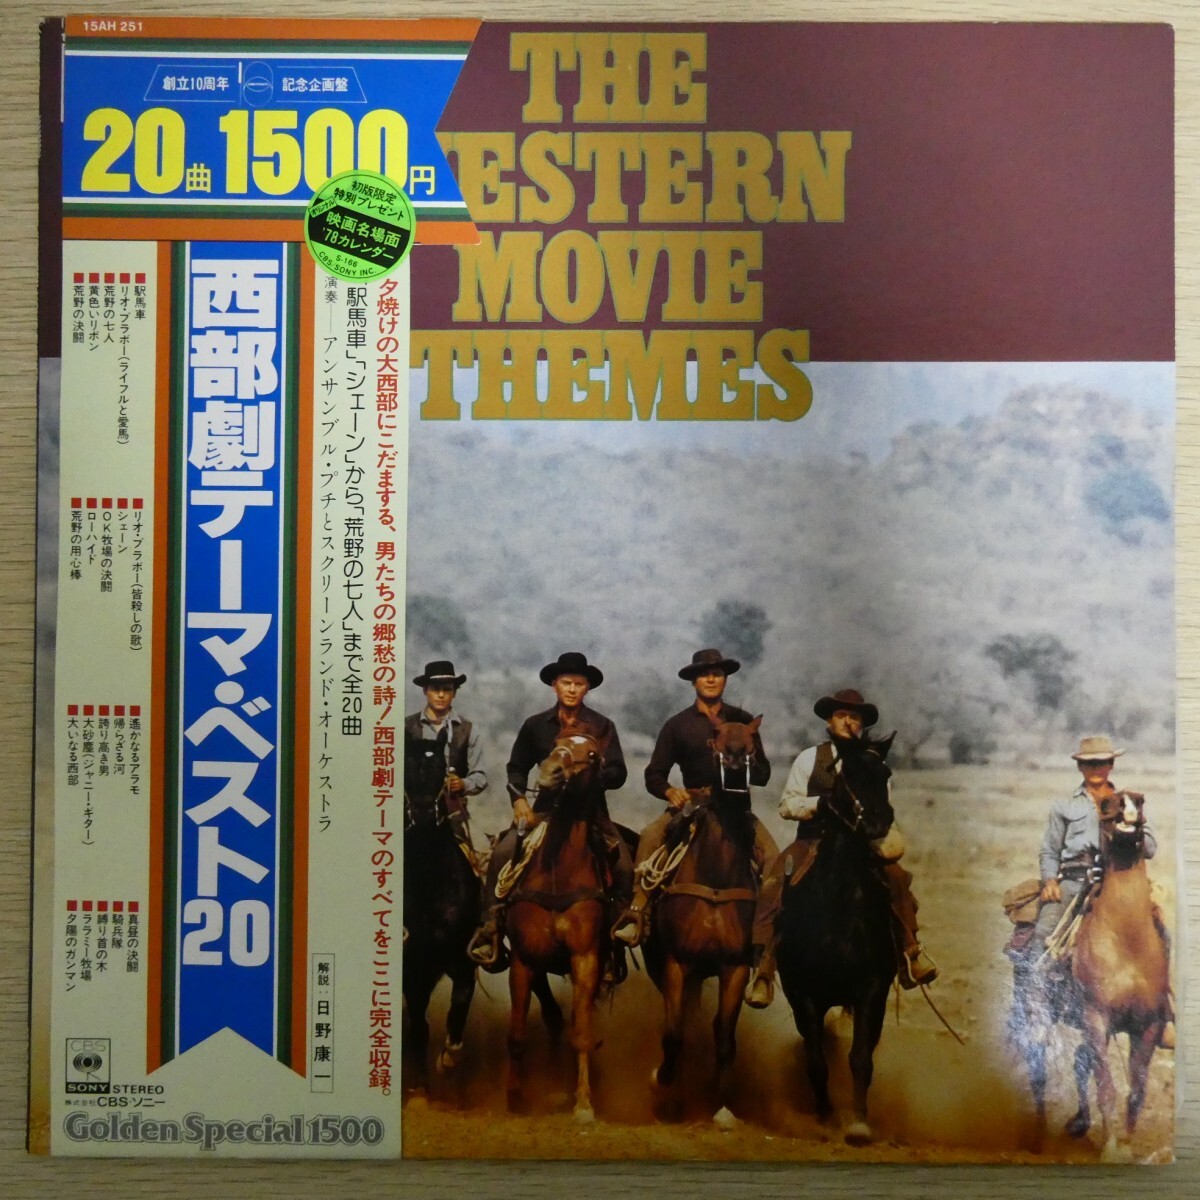 15AH 251
創立10周年 記念企画盤
20曲 1500円
初版限定
特別プレゼント
オリジナル
映画名場面
'78カレンダー
S-166
CBS SONY INC.
THE
WESTERN
MOVIE
THEMES
夕焼けの大西部にこだまする、男たちの郷愁の詩!西部劇テーマのすべてをここに完全収録。
駅馬車」「シェーン」から「荒野の七人」まで全20曲
演奏──アンサンブル・プチとスクリーンランド・オーケストラ
解説:日野康一
西部劇テーマ・ベスト20
■駅馬車
■リオ・ブラボー(ライフルと愛馬)
■荒野の七人
■黄色いリボン
■荒野の決闘
■リオ・ブラボー(皆殺しの歌)
■シェーン
■OK牧場の決闘
■ローハイド
■荒野の用心棒
■遙かなるアラモ
■帰らざる河
■誇り高き男
■大砂塵(ジャニー・ギター)
■大いなる西部
■真昼の決闘
■騎兵隊
■縛り首の木
■ララミー牧場
■夕陽のガンマン
CBS
SONY STEREO
株式会社 CBS・ソニー
Golden Special 1500